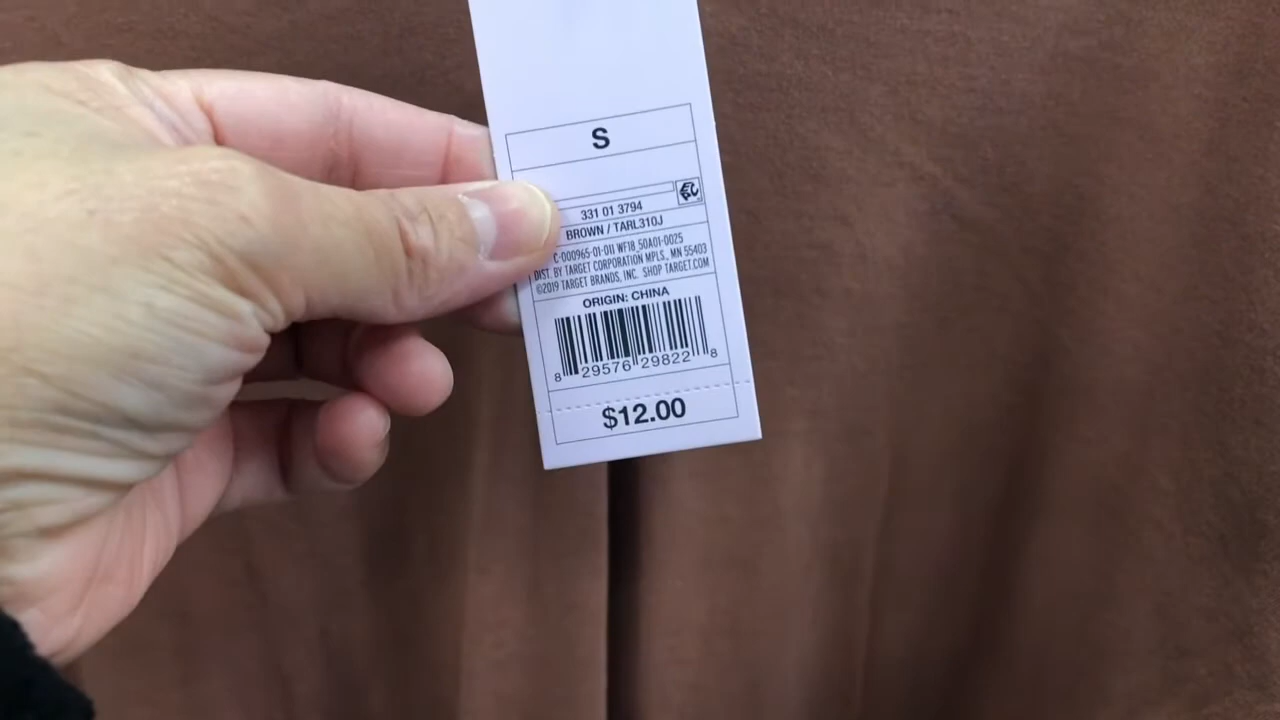 S
331 01 3794
BROWN / TARL310J
C-000965-01-011 WF18 50A01-0025
DIST. BY TARGET CORPORATION MPLS., MN 55403
©2019 TARGET BRANDS, INC. SHOP TARGET.COM
ORIGIN: CHINA
8 29576 29822 8
$12.00